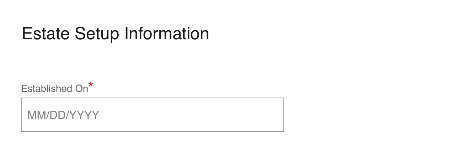 Estate Setup Information
Established On*
MM/DD/YYYY